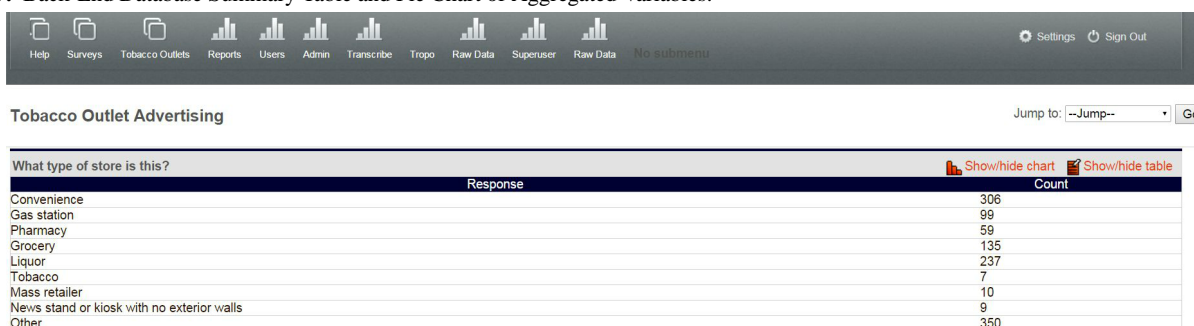 Back-End Database Summary Table and Pie Chart of Aggregated Variables.
Help Surveys Tobacco Outlets Reports Users Admin Transcribe Tropo Raw Data Superuser Raw Data No submenu Settings Sign Out
Tobacco Outlet Advertising Jump to: --Jump-- Go
What type of store is this? Show/hide chart Show/hide table
Response Count
Convenience 306
Gas station 99
Pharmacy 59
Grocery 135
Liquor 237
Tobacco 7
Mass retailer 10
News stand or kiosk with no exterior walls 9
Other 350